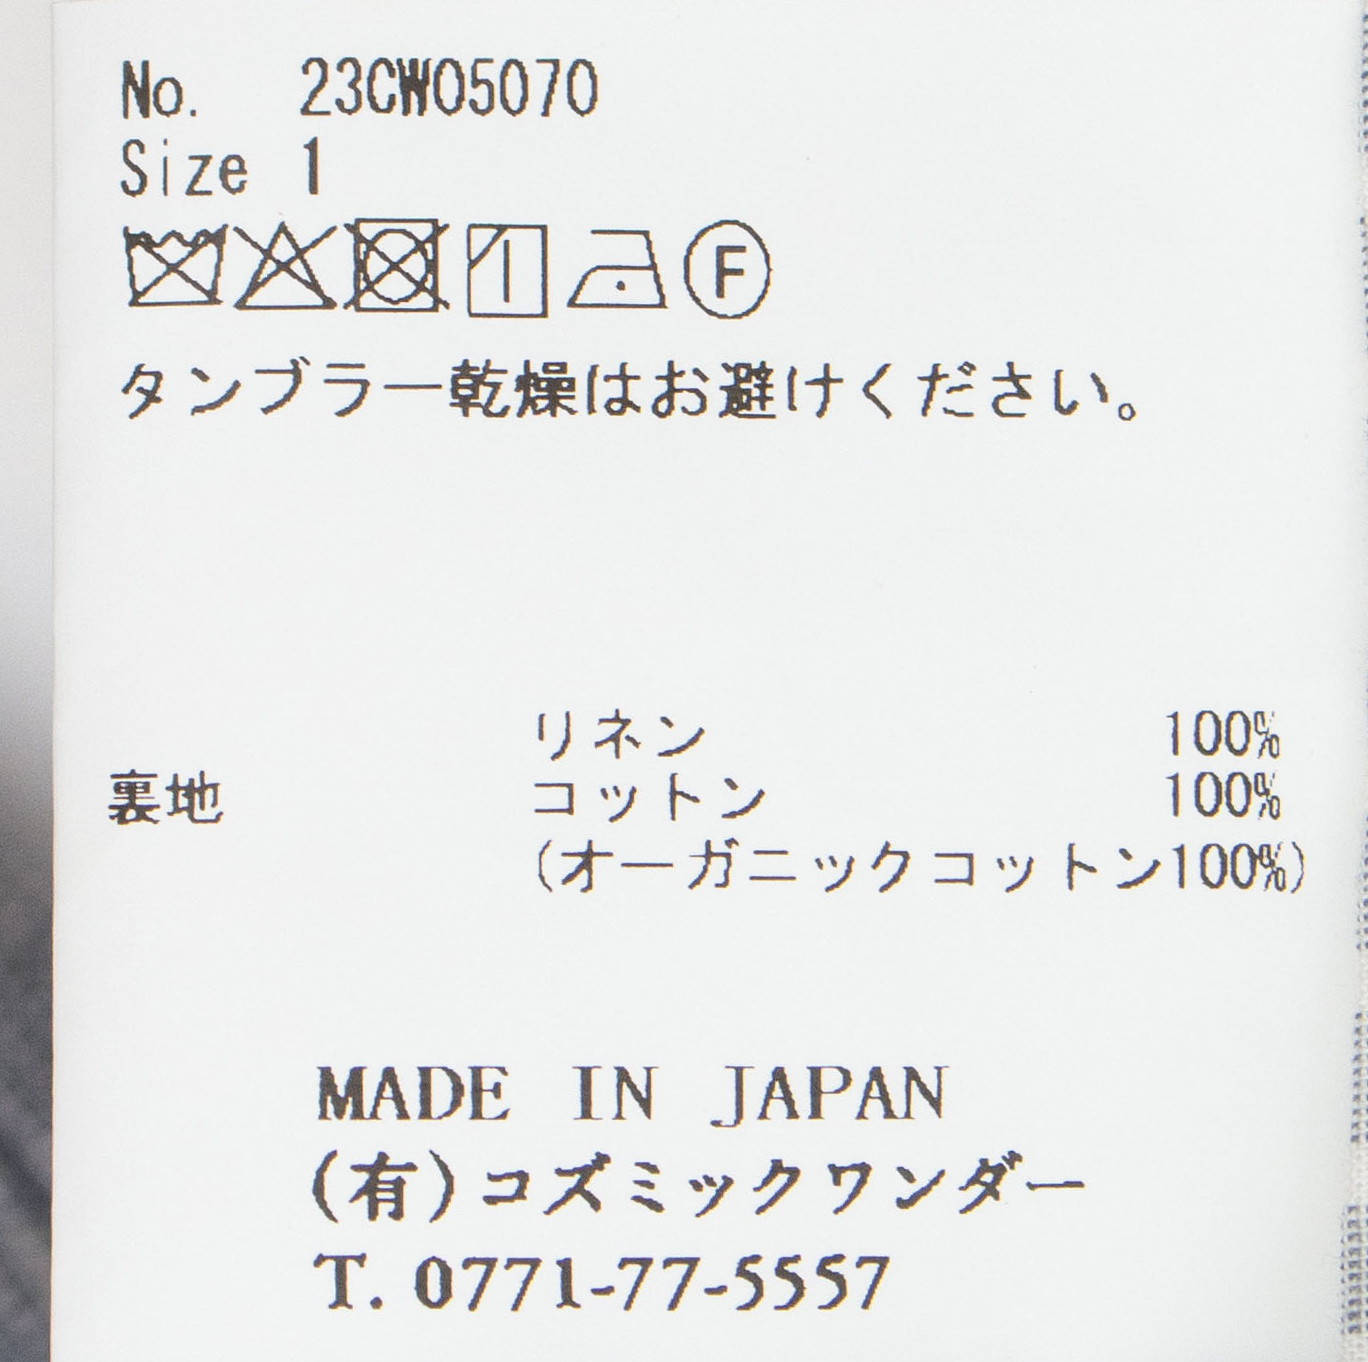 No. 23CW05070
Size 1
F
タンブラー乾燥はお避けください。
リネン 100%
裏地 コットン 100%
(オーガニックコットン100%)
MADE IN JAPAN
(有)コズミックワンダー
T. 0771-77-5557